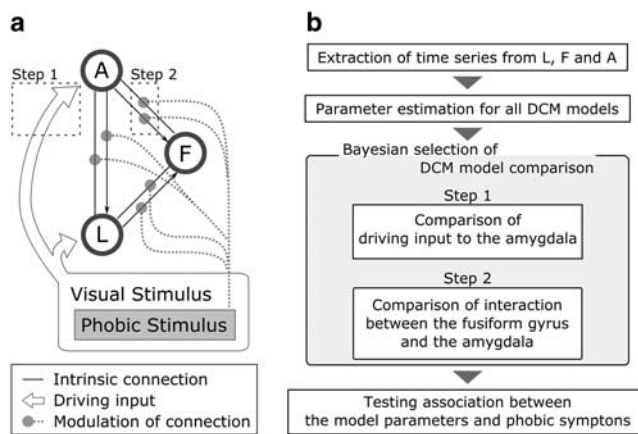 a
Step 1
A
Step 2
F
L
Visual Stimulus
Phobic Stimulus
Intrinsic connection
Driving input
Modulation of connection
b
Extraction of time series from L, F and A
Parameter estimation for all DCM models
Bayesian selection of
DCM model comparison
Step 1
Comparison of
driving input to the amygdala
Step 2
Comparison of interaction
between the fusiform gyrus
and the amygdala
Testing association between
the model parameters and phobic symptons